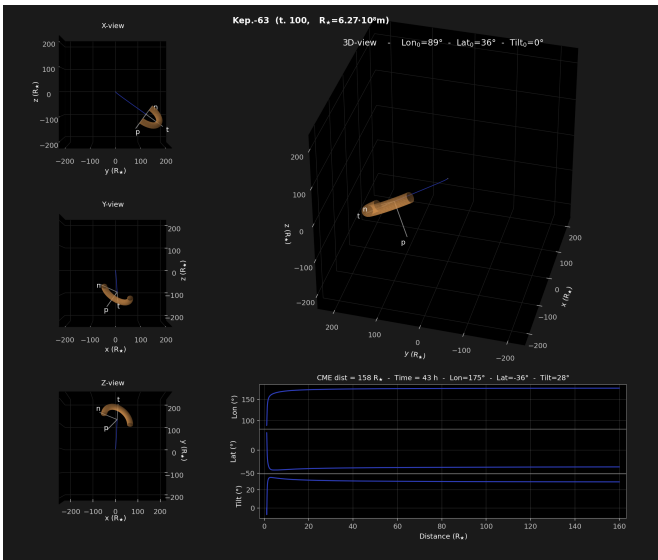 Kep.-63 (t. 100, R★=6.27·10⁸m)
X-view
3D-view - Lon₀=89° - Lat₀=36° - Tilt₀=0°
200
100
0
−100
−200
z (R★)
n
p
t
−200 −100 0 100 200
y (R★)
Y-view
200
100
0
−100
−200
z (R★)
n
p
t
−200 −100 0 100 200
x (R★)
Z-view
200
100
0
−100
−200
y (R★)
n
t
p
−200 −100 0 100 200
x (R★)
200
100
0
−100
−200
z (R★)
n
t
p
200 100 0 −100 −200
y (R★)
200
100
0
−100
−200
x (R★)
CME dist = 158 R★ - Time = 43 h - Lon=175° - Lat=-36° - Tilt=28°
Lon (°)
150
100
Lat (°)
0
−50
Tilt (°)
20
0
0 20 40 60 80 100 120 140 160
Distance (R★)